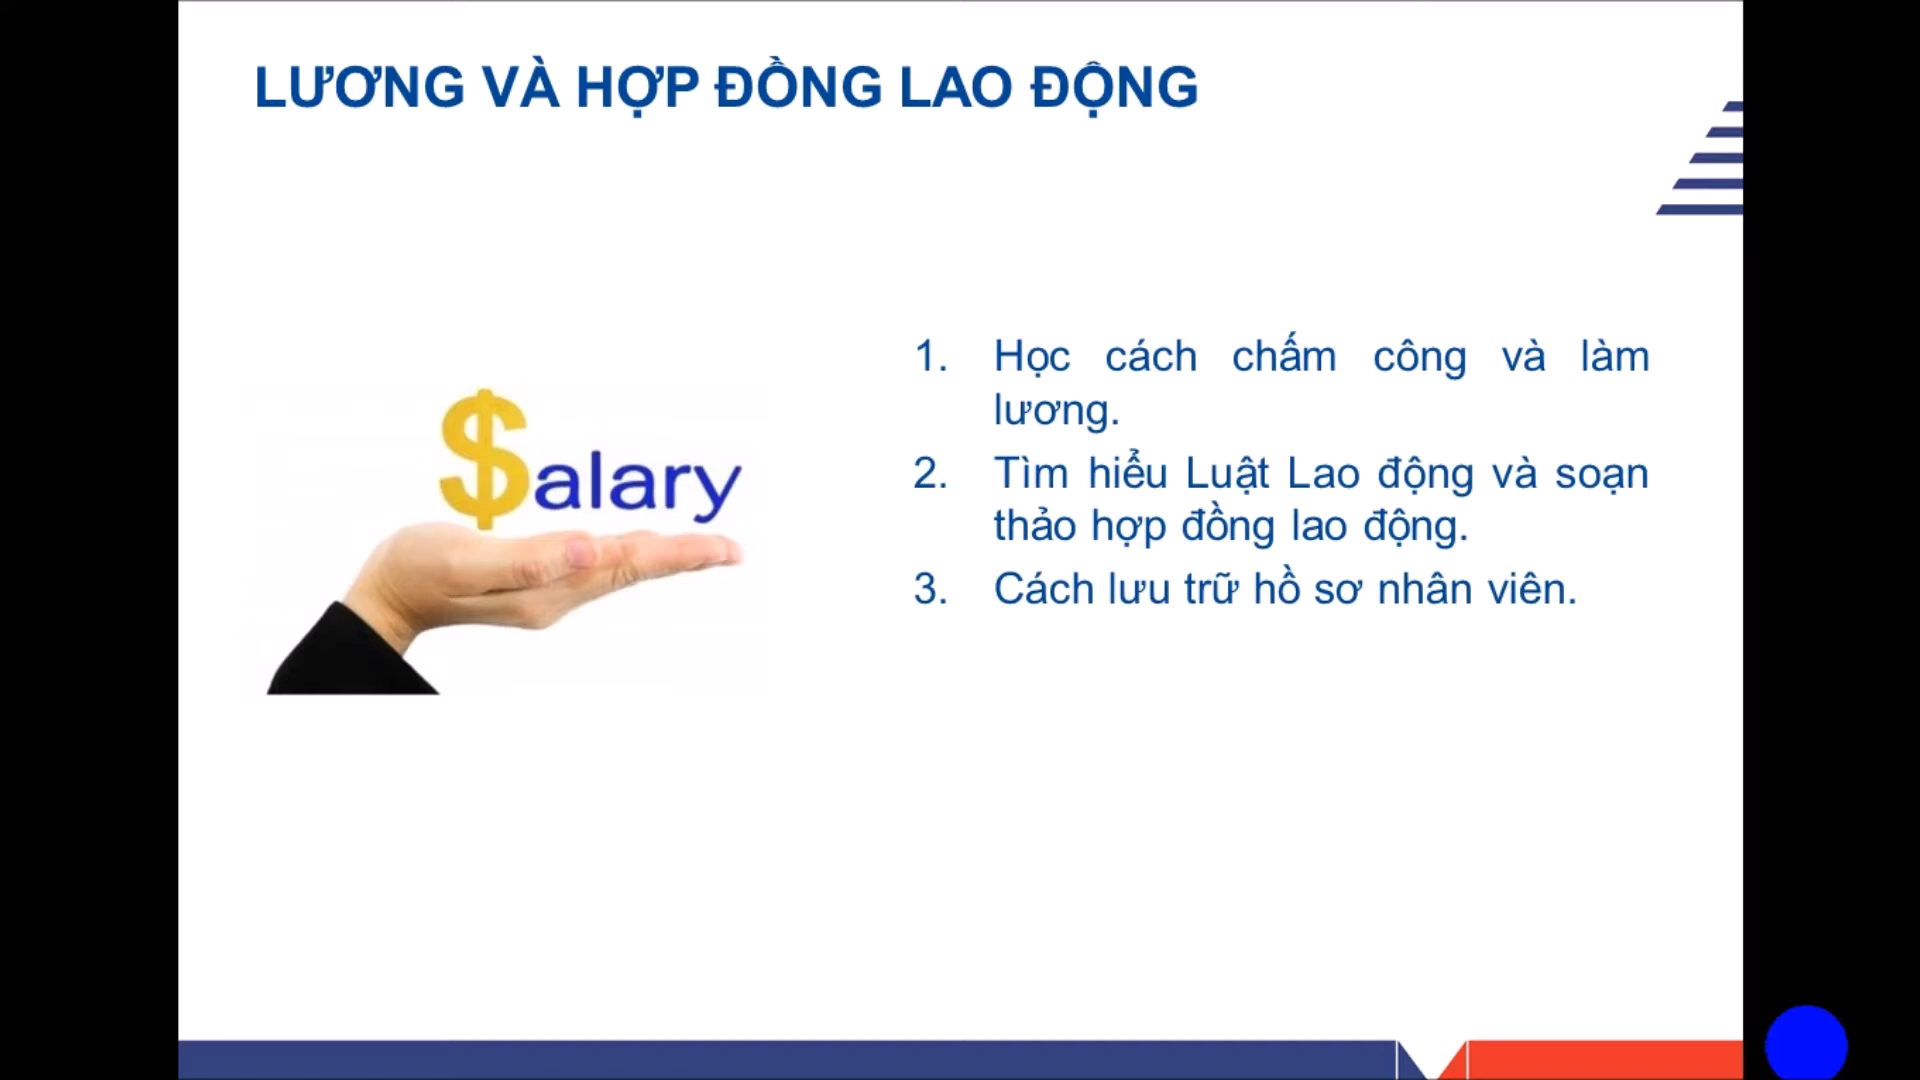 LƯƠNG VÀ HỢP ĐỒNG LAO ĐỘNG
$alary
1. Học cách chấm công và làm
lương.
2. Tìm hiểu Luật Lao động và soạn
thảo hợp đồng lao động.
3. Cách lưu trữ hồ sơ nhân viên.